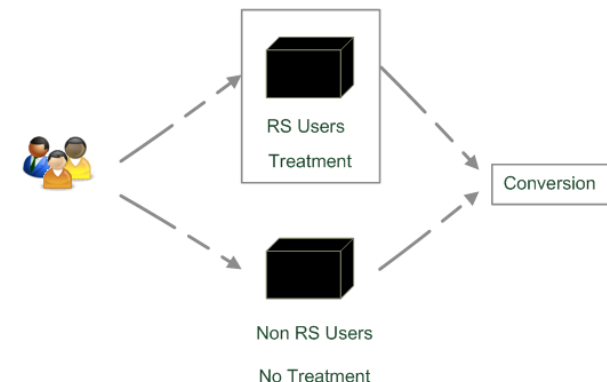 RS Users
Treatment
Conversion
Non RS Users
No Treatment